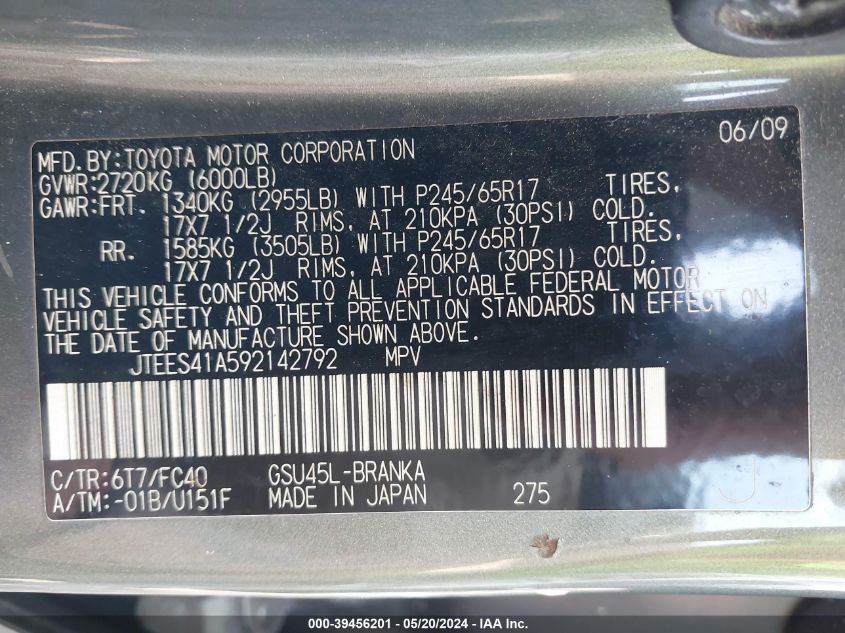 06/09
MFD.BY:TOYOTA MOTOR CORPORATION
GVWR:2720KG (6000LB)
GAWR:FRT. 1340KG (2955LB) WITH P245/65R17 TIRES,
17X7 1/2J RIMS, AT 210KPA (30PSI) COLD.
RR. 1585KG (3505LB) WITH P245/65R17 TIRES,
17X7 1/2J RIMS, AT 210KPA (30PSI) COLD.
THIS VEHICLE CONFORMS TO ALL APPLICABLE FEDERAL MOTOR
VEHICLE SAFETY AND THEFT PREVENTION STANDARDS IN EFFECT ON
THE DATE OF MANUFACTURE SHOWN ABOVE.
JTEES41A592142792 MPV
C/TR:6T7/FC40 GSU45L-BRANKA
A/TM:-01B/U151F MADE IN JAPAN 275 J
000-39456201 - 05/20/2024 - IAA Inc.